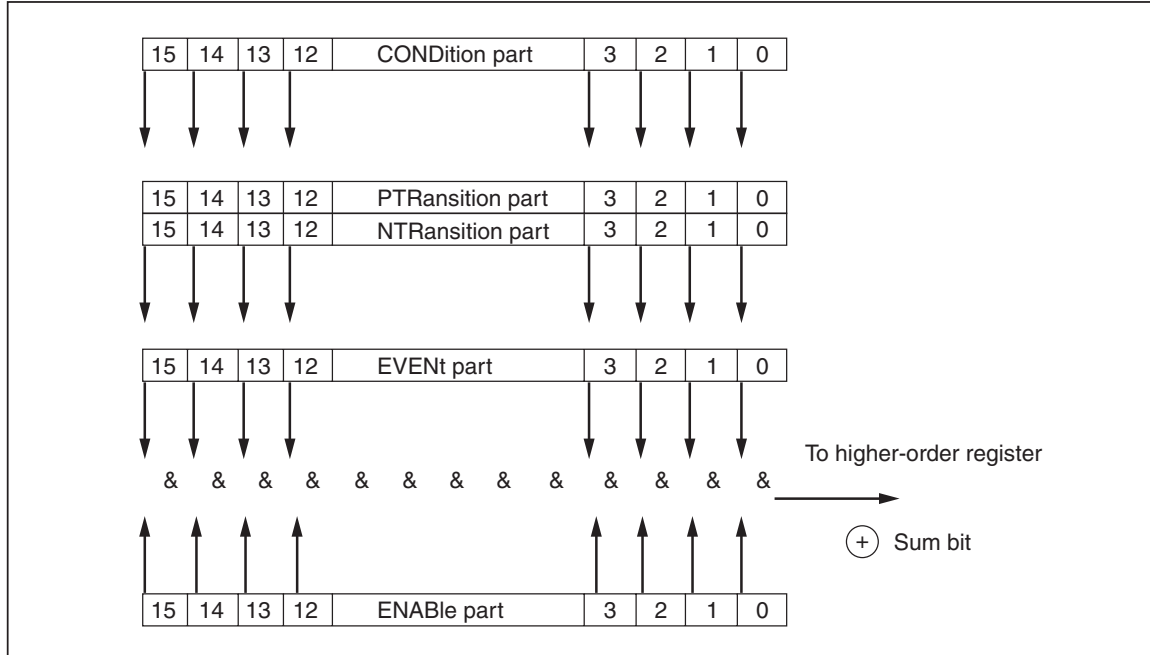 15 14 13 12 CONDition part 3 2 1 0
15 14 13 12 PTRansition part 3 2 1 0
15 14 13 12 NTRansition part 3 2 1 0
15 14 13 12 EVENt part 3 2 1 0
To higher-order register
& & & & & & & & & & & & &
+ Sum bit
15 14 13 12 ENABle part 3 2 1 0